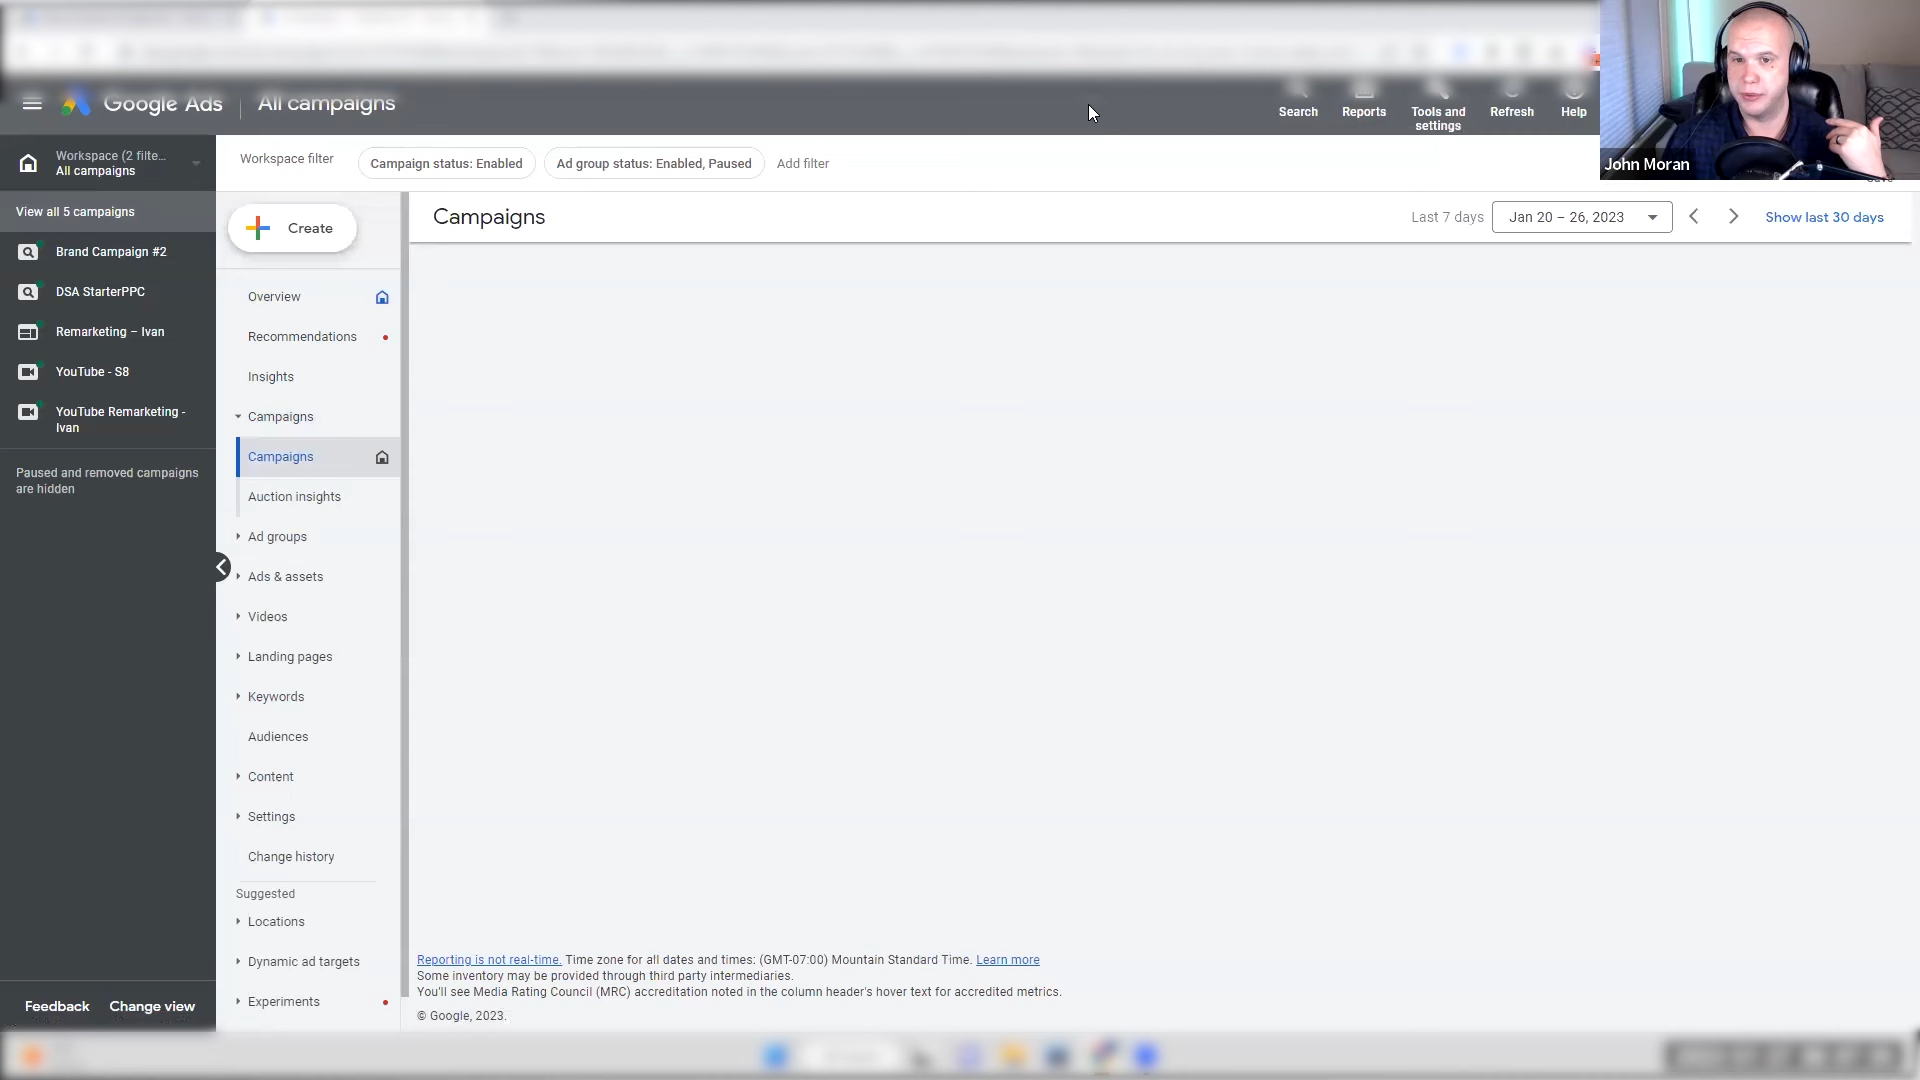 Google Ads
All campaigns
Search
Reports
Tools and
settings
Refresh
Help
John Moran
Workspace (2 filte...
All campaigns
Workspace filter
Campaign status: Enabled
Ad group status: Enabled, Paused
Add filter
View all 5 campaigns
Brand Campaign #2
DSA StarterPPC
Remarketing – Ivan
YouTube - S8
YouTube Remarketing -
Ivan
Paused and removed campaigns
are hidden
Feedback
Change view
Create
Overview
Recommendations
Insights
Campaigns
Campaigns
Auction insights
Ad groups
Ads & assets
Videos
Landing pages
Keywords
Audiences
Content
Settings
Change history
Suggested
Locations
Dynamic ad targets
Experiments
Campaigns
Last 7 days
Jan 20 – 26, 2023
Show last 30 days
Reporting is not real-time. Time zone for all dates and times: (GMT-07:00) Mountain Standard Time. Learn more
Some inventory may be provided through third party intermediaries.
You'll see Media Rating Council (MRC) accreditation noted in the column header's hover text for accredited metrics.
© Google, 2023.